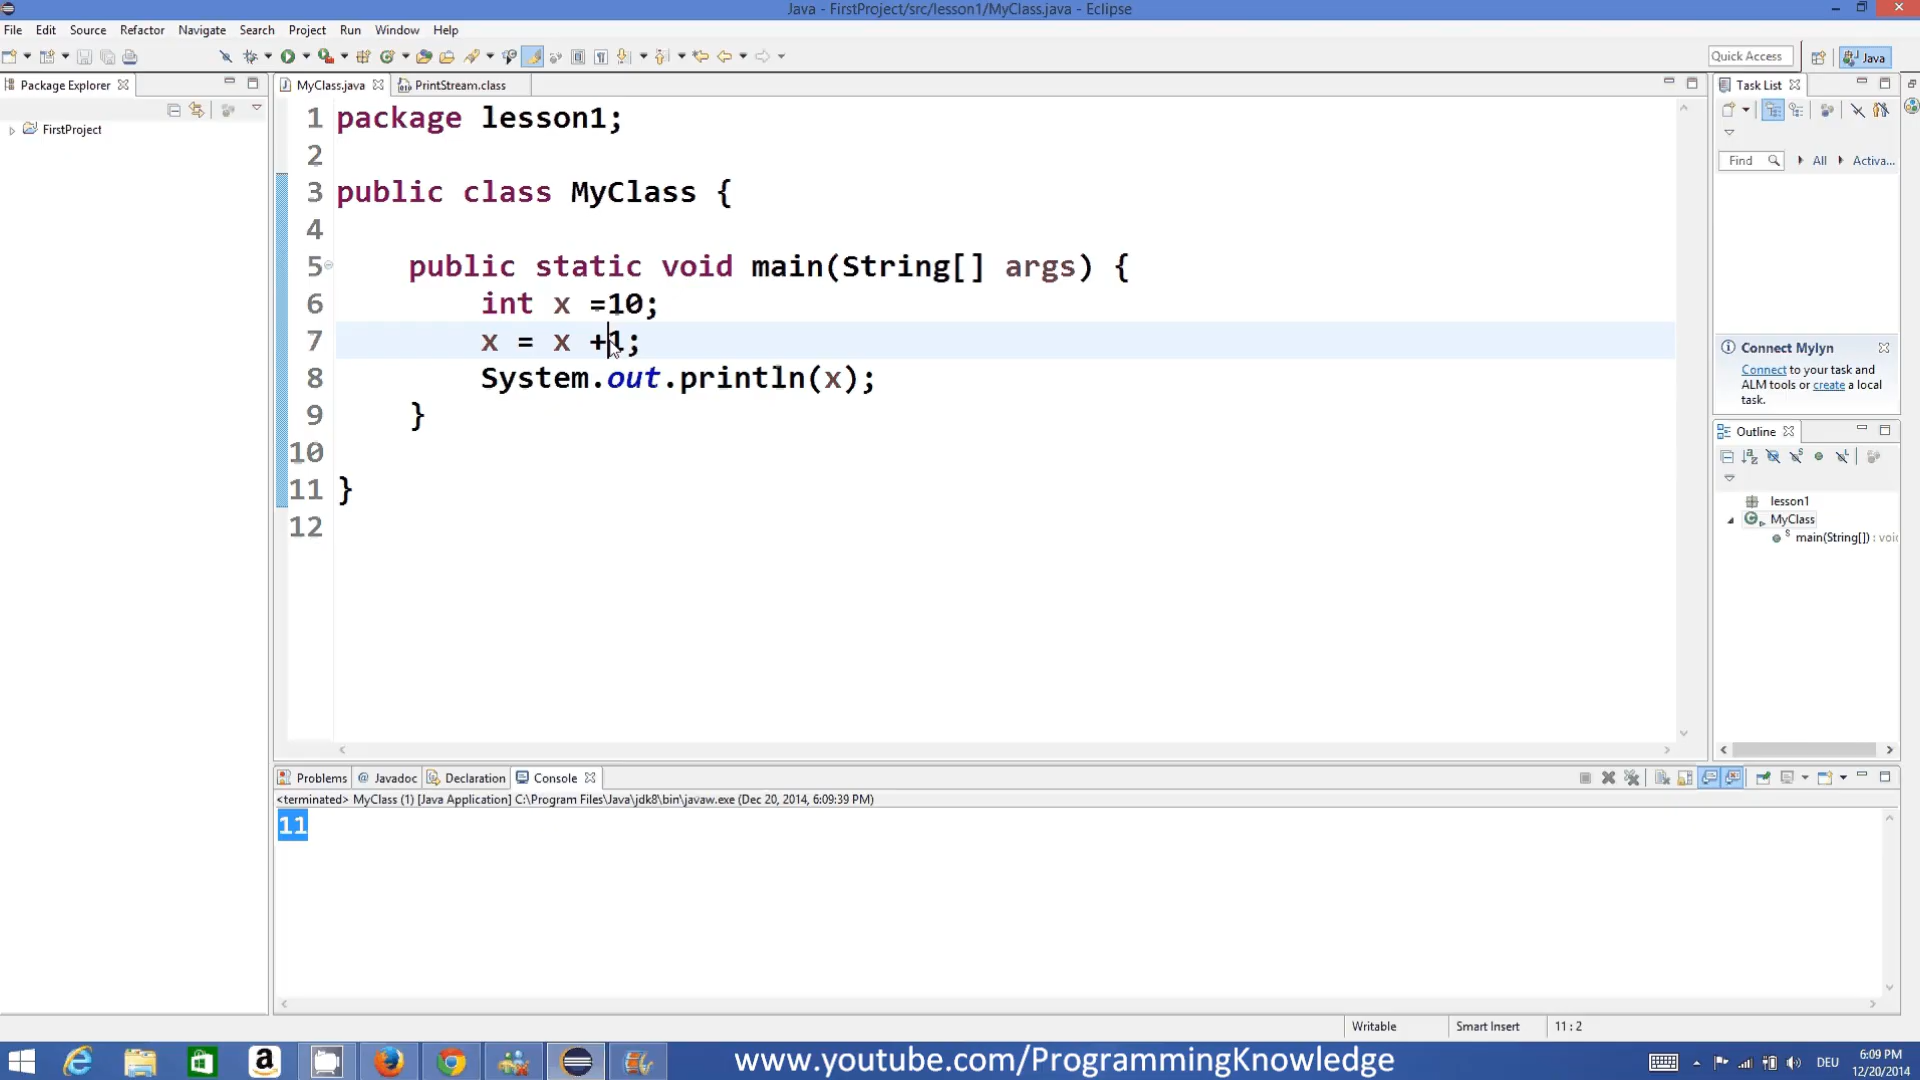 Java - FirstProject/src/lesson1/MyClass.java - Eclipse
File Edit Source Refactor Navigate Search Project Run Window Help
Quick Access Java
Package Explorer
FirstProject
MyClass.java PrintStream.class
1 package lesson1;
2
3 public class MyClass {
4
5 public static void main(String[] args) {
6 int x =10;
7 x = x +1;
8 System.out.println(x);
9 }
10
11 }
12
Task List
Find All Activa...
Connect Mylyn
Connect to your task and
ALM tools or create a local
task.
Outline
lesson1
MyClass
main(String[]) : voi
Problems @ Javadoc Declaration Console
<terminated> MyClass (1) [Java Application] C:\Program Files\Java\jdk8\bin\javaw.exe (Dec 20, 2014, 6:09:39 PM)
11
Writable Smart Insert 11 : 2
www.youtube.com/ProgrammingKnowledge
DEU
6:09 PM
12/20/2014